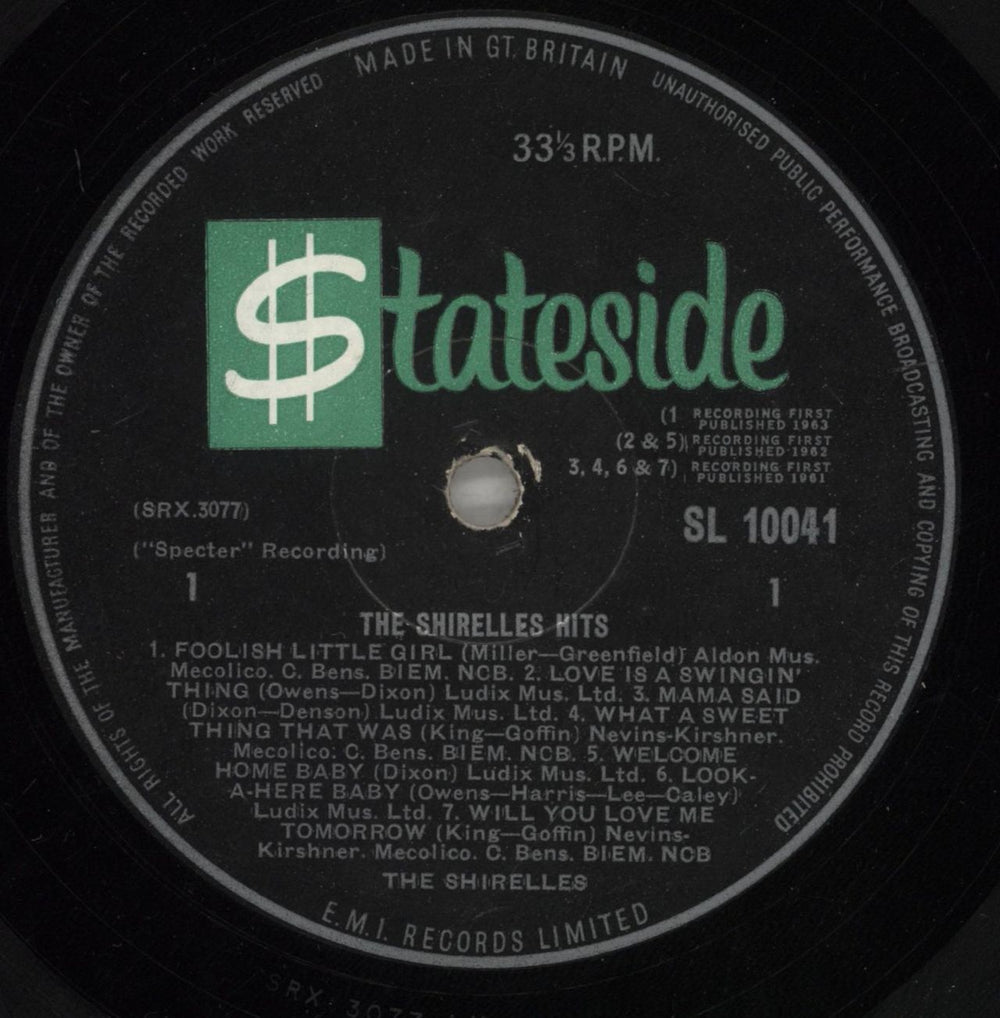 MADE IN GT. BRITAIN
UNAUTHORISED PUBLIC PERFORMANCE BROADCASTING AND COPYING OF THIS RECORD PROHIBITED
ALL RIGHTS OF THE MANUFACTURER AND OF THE OWNER OF THE RECORDED WORK RESERVED
33⅓ R.P.M.
$tateside
(1 RECORDING FIRST
PUBLISHED 1963
(2 & 5) RECORDING FIRST
PUBLISHED 1962
3, 4, 6 & 7) RECORDING FIRST
PUBLISHED 1961
(SRX.3077)
SL 10041
("Specter" Recording)
1 1
THE SHIRELLES HITS
1. FOOLISH LITTLE GIRL (Miller—Greenfield) Aldon Mus.
Mecolico. C. Bens. BIEM. NCB. 2. LOVE IS A SWINGIN'
THING (Owens—Dixon) Ludix Mus. Ltd. 3. MAMA SAID
(Dixon—Denson) Ludix Mus. Ltd. 4. WHAT A SWEET
THING THAT WAS (King—Goffin) Nevins-Kirshner.
Mecolico. C. Bens. BIEM. NCB. 5. WELCOME
HOME BABY (Dixon) Ludix Mus. Ltd. 6. LOOK-
A-HERE BABY (Owens—Harris—Lee—Caley)
Ludix Mus. Ltd. 7. WILL YOU LOVE ME
TOMORROW (King—Goffin) Nevins-
Kirshner. Mecolico. C. Bens. BIEM. NCB
THE SHIRELLES
E.M.I. RECORDS LIMITED
SRX 3077